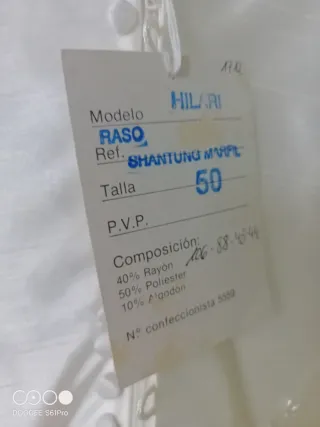 Modelo HILARI
RASO
Ref. SHANTUNG MARFIL
Talla 50
P.V.P.
Composición:
40% Rayón
50% Poliester
10% Algodón
Nº confeccionista 5569
DOOGEE S61Pro